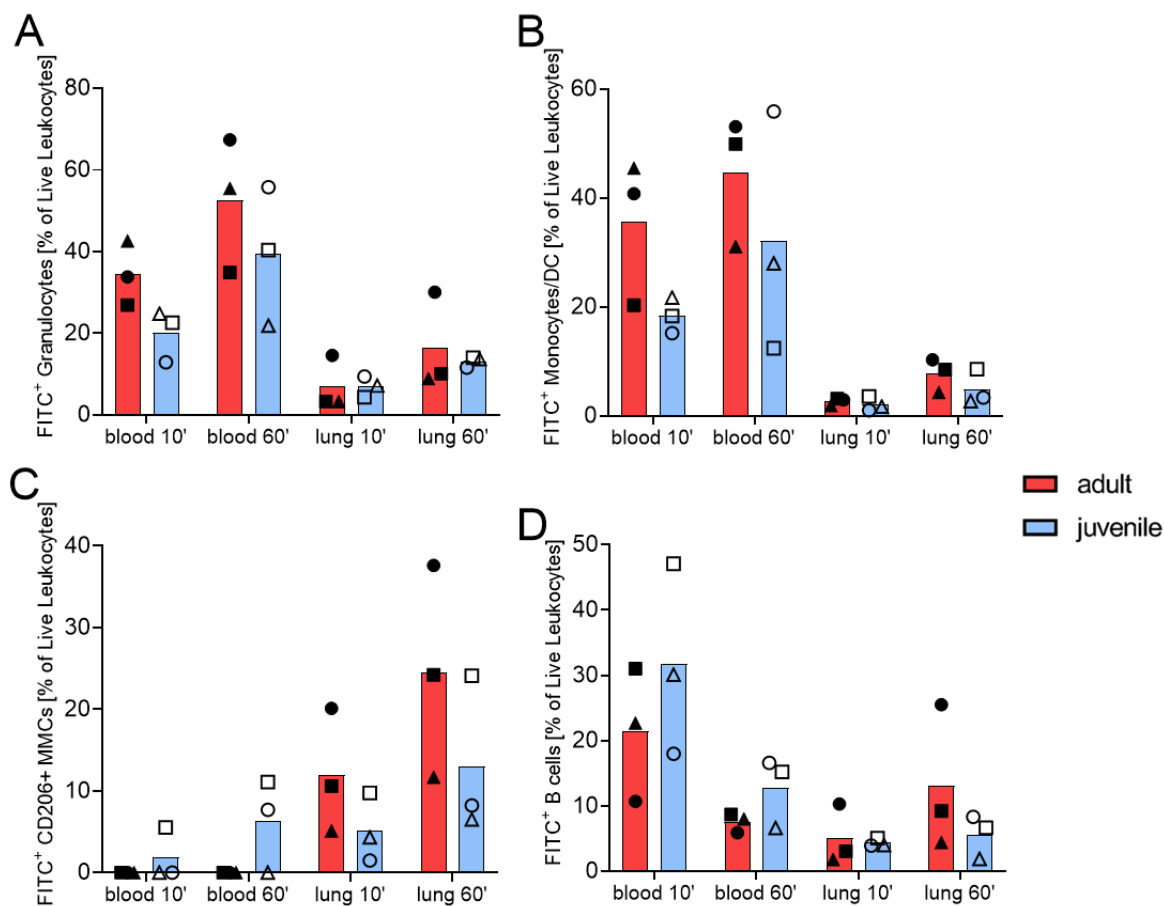 A
FITC⁺ Granulocytes [% of Live Leukocytes]
80
60
40
20
0
blood 10' blood 60' lung 10' lung 60'
B
FITC⁺ Monocytes/DC [% of Live Leukocytes]
60
40
20
0
blood 10' blood 60' lung 10' lung 60'
C
FITC⁺ CD206+ MMCs [% of Live Leukocytes]
40
30
20
10
0
blood 10' blood 60' lung 10' lung 60'
D
FITC⁺ B cells [% of Live Leukocytes]
50
40
30
20
10
0
blood 10' blood 60' lung 10' lung 60'
adult
juvenile